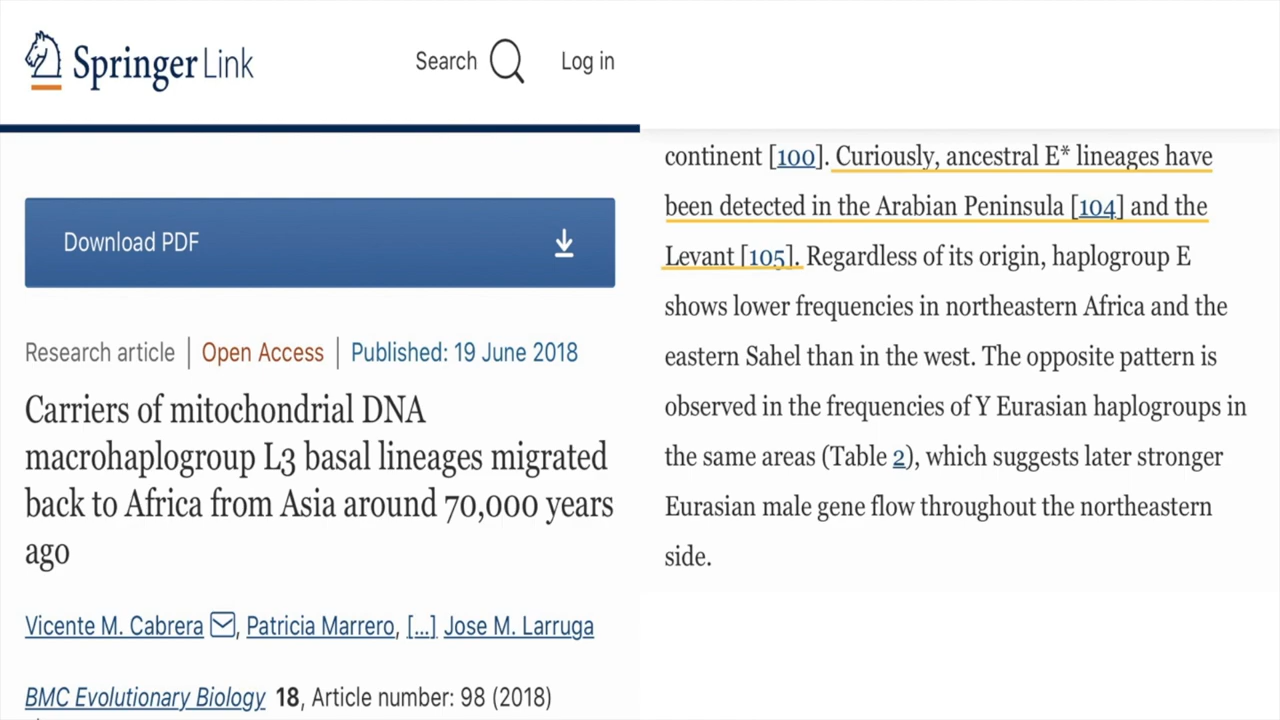 Springer Link
Search
Log in
Download PDF
Research article | Open Access | Published: 19 June 2018
Carriers of mitochondrial DNA
macrohaplogroup L3 basal lineages migrated
back to Africa from Asia around 70,000 years
ago
Vicente M. Cabrera, Patricia Marrero, [...] Jose M. Larruga
BMC Evolutionary Biology 18, Article number: 98 (2018)
continent [100]. Curiously, ancestral E* lineages have
been detected in the Arabian Peninsula [104] and the
Levant [105]. Regardless of its origin, haplogroup E
shows lower frequencies in northeastern Africa and the
eastern Sahel than in the west. The opposite pattern is
observed in the frequencies of Y Eurasian haplogroups in
the same areas (Table 2), which suggests later stronger
Eurasian male gene flow throughout the northeastern
side.